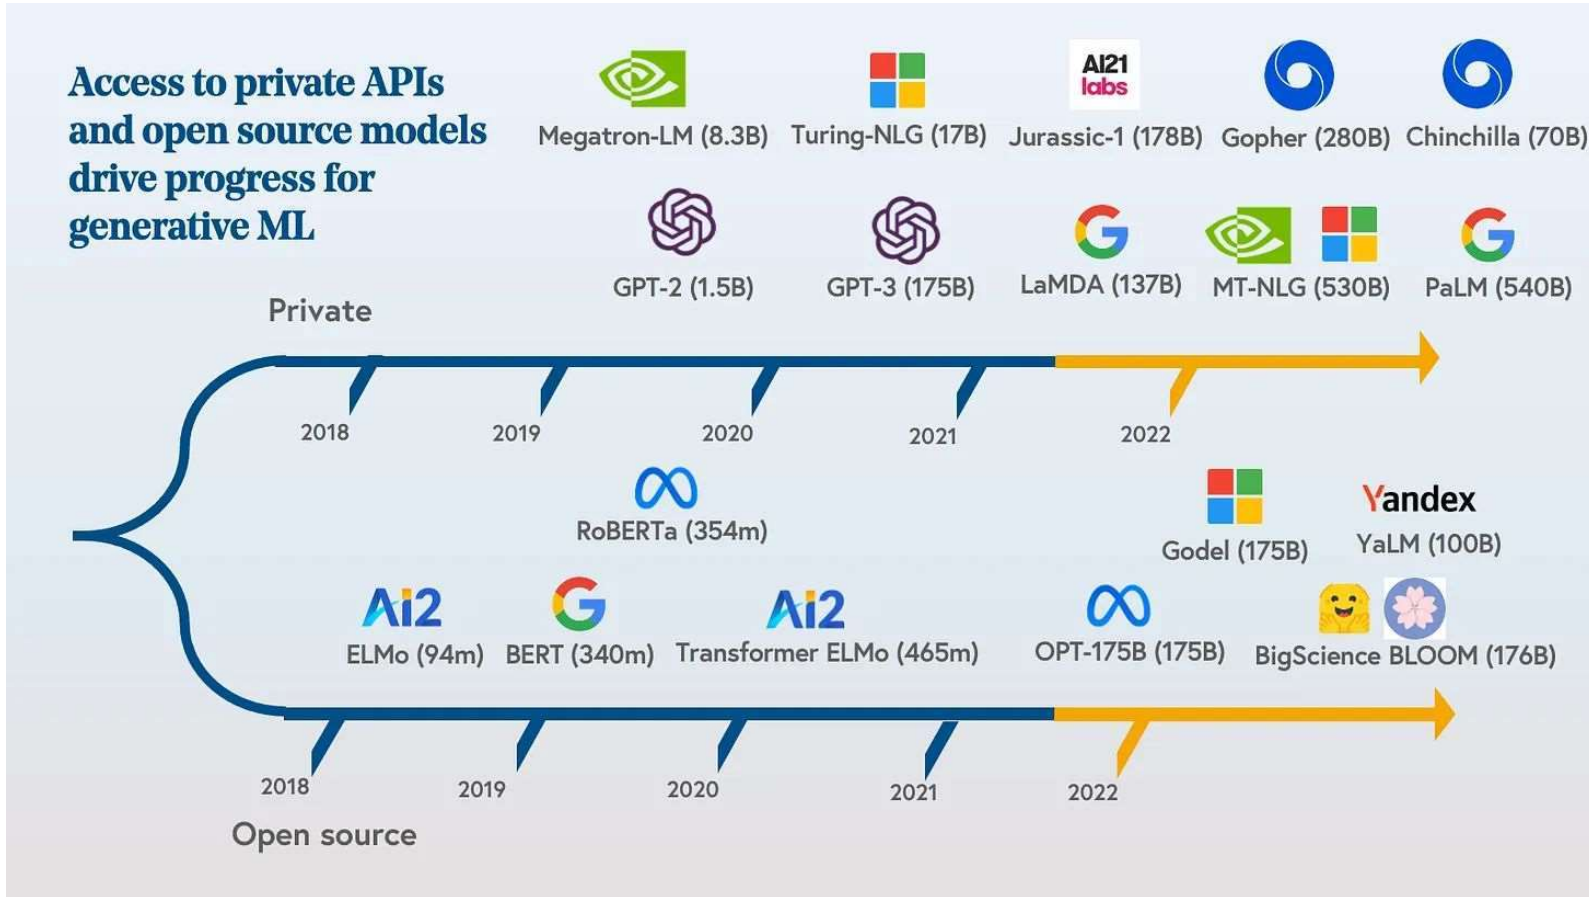 Access to private APIs
and open source models
drive progress for
generative ML
AI21
labs
Megatron-LM (8.3B)
Turing-NLG (17B)
Jurassic-1 (178B)
Gopher (280B)
Chinchilla (70B)
GPT-2 (1.5B)
GPT-3 (175B)
LaMDA (137B)
MT-NLG (530B)
PaLM (540B)
Private
2018
2019
2020
2021
2022
RoBERTa (354m)
Godel (175B)
Yandex
YaLM (100B)
Ai2
ELMo (94m)
BERT (340m)
Ai2
Transformer ELMo (465m)
OPT-175B (175B)
BigScience BLOOM (176B)
2018
2019
2020
2021
2022
Open source